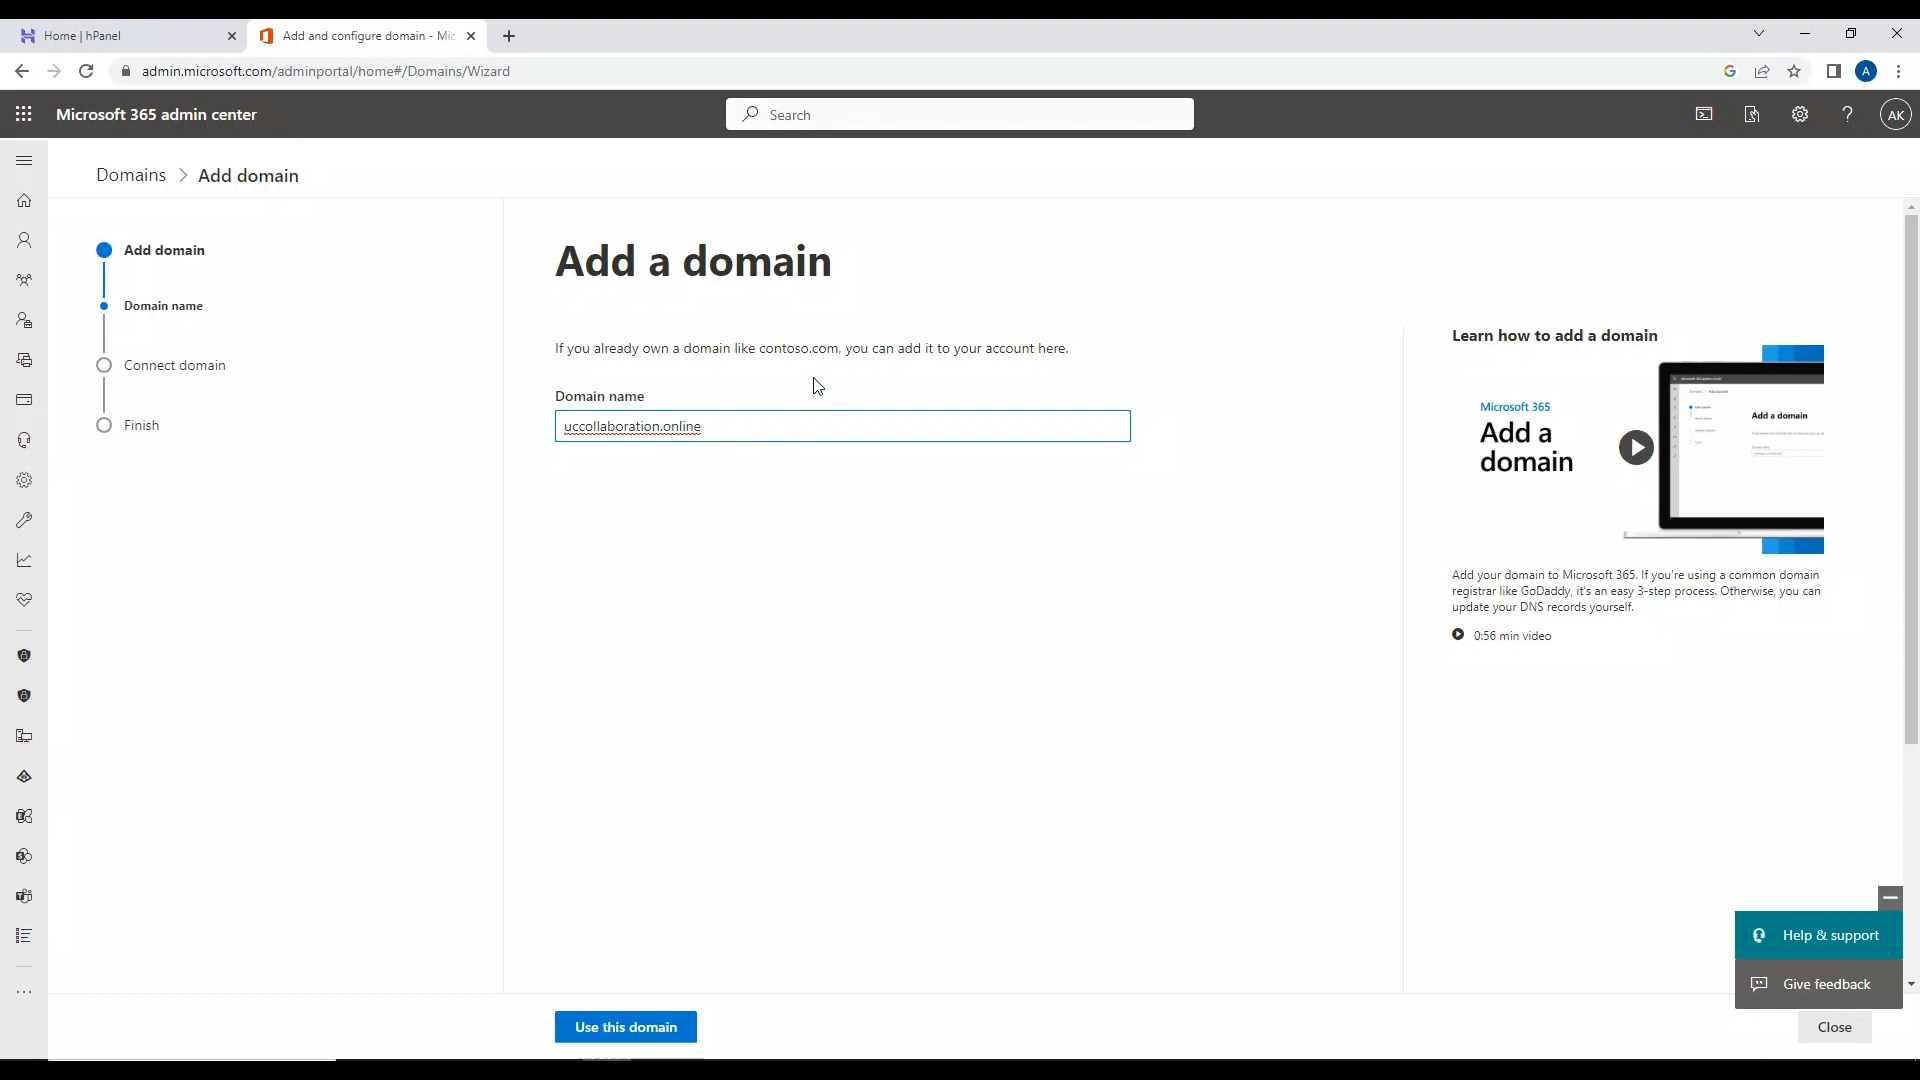 Home | hPanel
Add and configure domain - Mic
admin.microsoft.com/adminportal/home#/Domains/Wizard
A
Microsoft 365 admin center
Search
AK
Domains > Add domain
Add domain
Domain name
Connect domain
Finish
Add a domain
If you already own a domain like contoso.com, you can add it to your account here.
Domain name
uccollaboration.online
Learn how to add a domain
Microsoft 365
Add a
domain
Add a domain
Add your domain to Microsoft 365. If you're using a common domain
registrar like GoDaddy, it's an easy 3-step process. Otherwise, you can
update your DNS records yourself.
0:56 min video
Help & support
Give feedback
Use this domain
Close